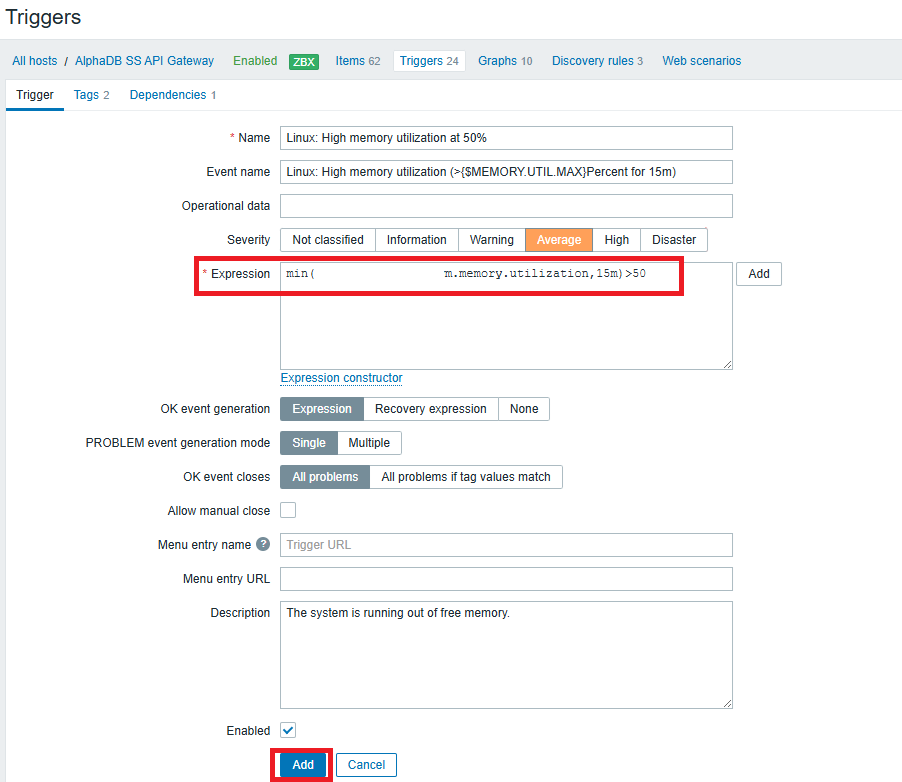 Triggers
All hosts / AlphaDB SS API Gateway Enabled ZBX Items 62 Triggers 24 Graphs 10 Discovery rules 3 Web scenarios
Trigger Tags 2 Dependencies 1
* Name Linux: High memory utilization at 50%
Event name Linux: High memory utilization (>{$MEMORY.UTIL.MAX}Percent for 15m)
Operational data
Severity Not classified Information Warning Average High Disaster
* Expression min( m.memory.utilization,15m)>50 Add
Expression constructor
OK event generation Expression Recovery expression None
PROBLEM event generation mode Single Multiple
OK event closes All problems All problems if tag values match
Allow manual close
Menu entry name ? Trigger URL
Menu entry URL
Description The system is running out of free memory.
Enabled
Add Cancel